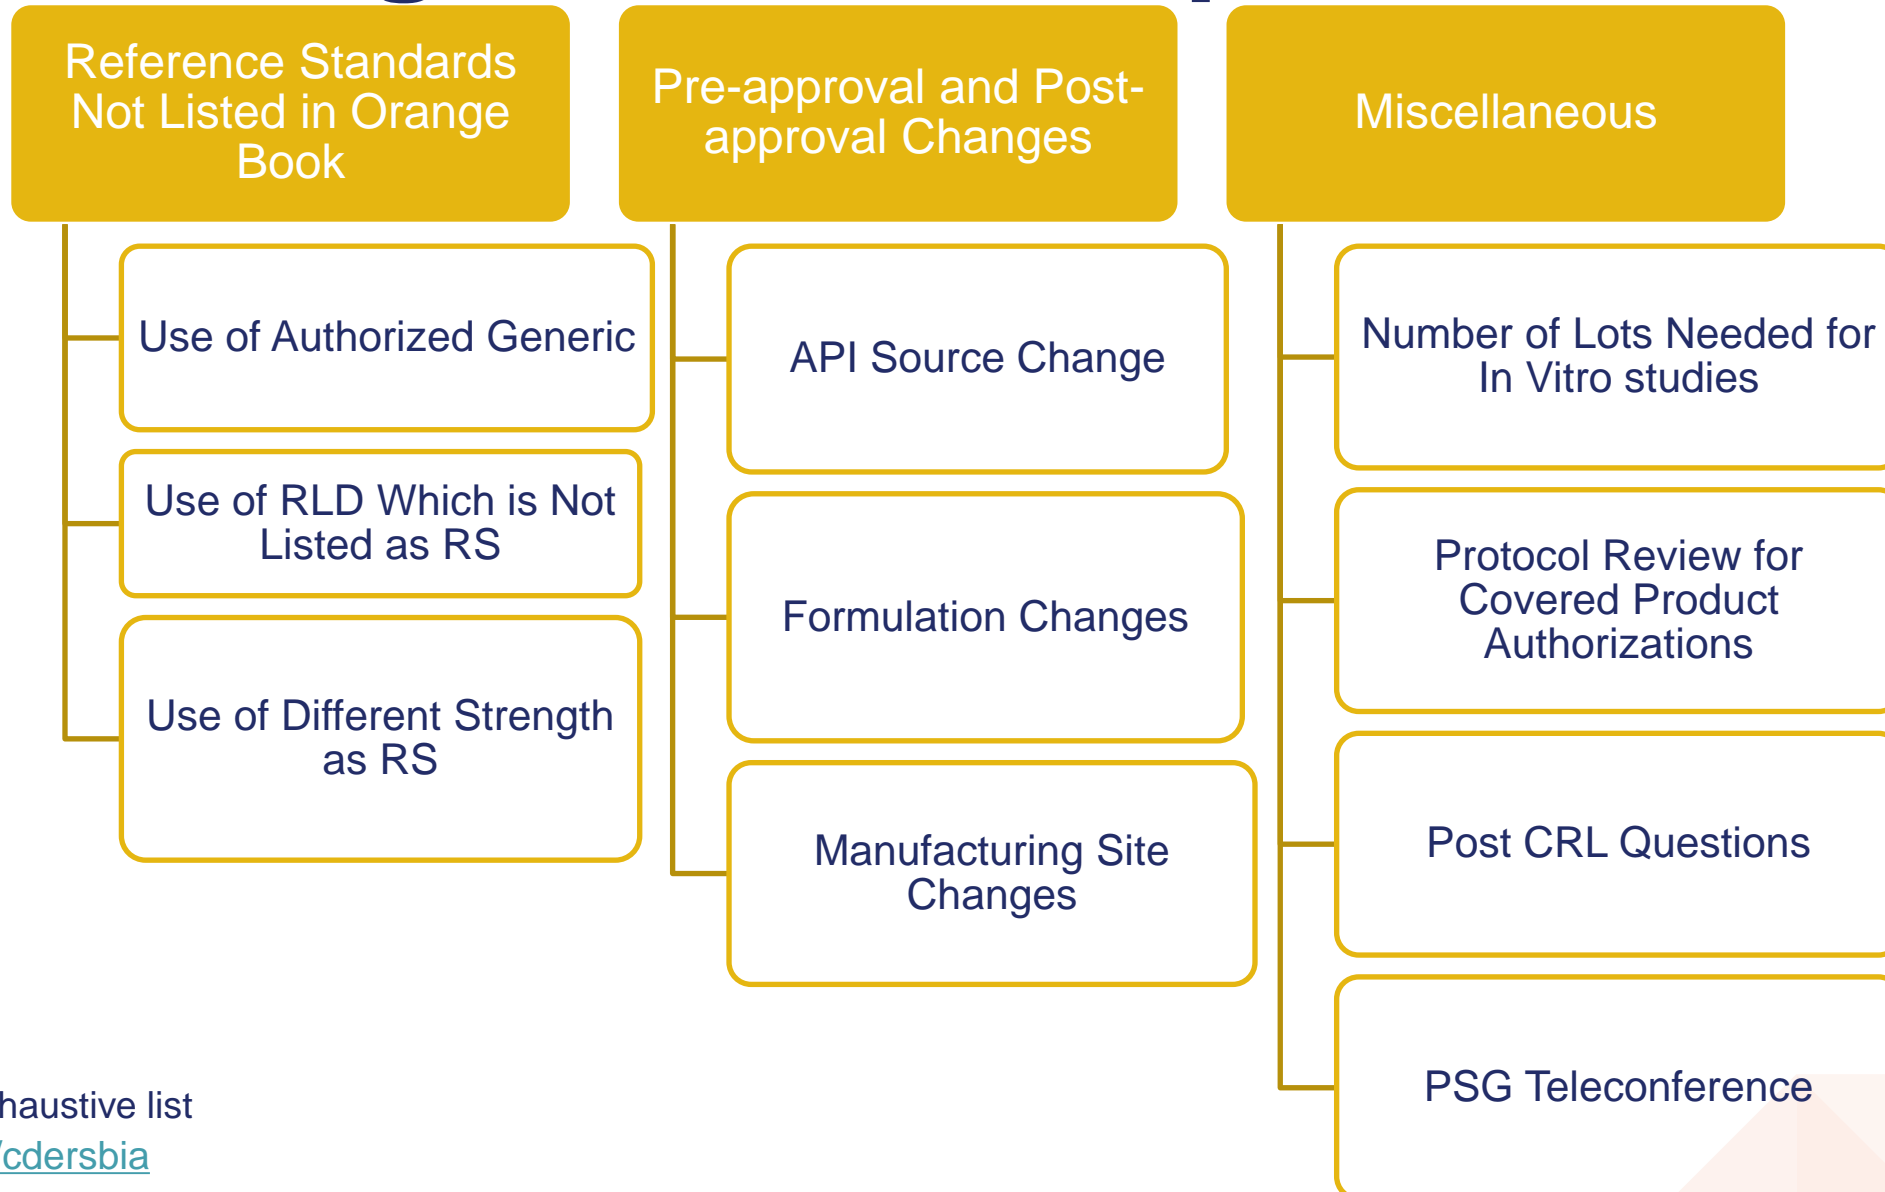 Reference Standards
Not Listed in Orange
Book
Use of Authorized Generic
Use of RLD Which is Not
Listed as RS
Use of Different Strength
as RS
Pre-approval and Post-
approval Changes
API Source Change
Formulation Changes
Manufacturing Site
Changes
Miscellaneous
Number of Lots Needed for
In Vitro studies
Protocol Review for
Covered Product
Authorizations
Post CRL Questions
PSG Teleconference
haustive list
/cdersbia